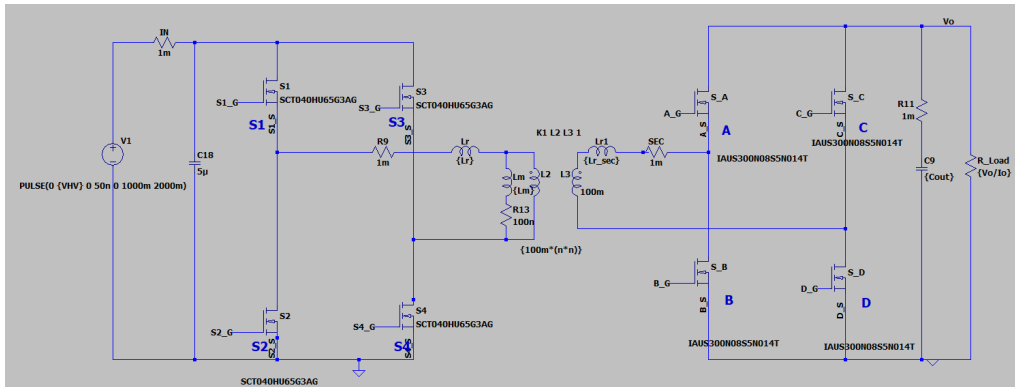 IN
1m
V1
PULSE(0 {VHV} 0 50n 0 1000m 2000m)
C18
5µ
S1
S1_G
SCT040HU65G3AG
S1
S1_S
S3
S3_G
SCT040HU65G3AG
S3
S3_S
R9
1m
Lr
{Lr}
Lm
{Lm}
R13
100n
L2
{100m*(n*n)}
K1 L2 L3 1
L3
100m
Lr1
{Lr_sec}
SEC
1m
S2
S2_G
S2
S2_S
SCT040HU65G3AG
S4
S4_G
SCT040HU65G3AG
S4
S_A
A_G
A_S
A
IAUS300N08S5N014T
S_C
C_G
C_S
C
IAUS300N08S5N014T
S_B
B_G
B_S
B
IAUS300N08S5N014T
S_D
D_G
D_S
D
IAUS300N08S5N014T
Vo
R11
1m
C9
{Cout}
R_Load
{Vo/Io}